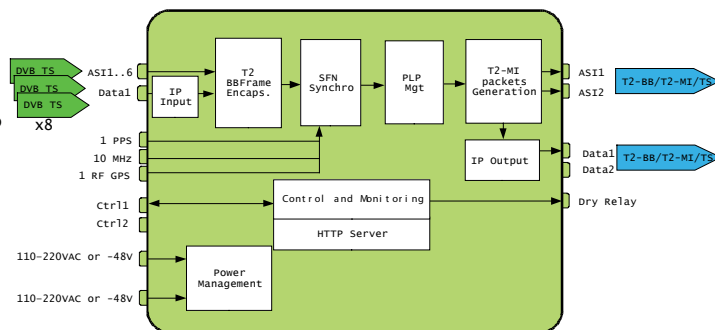 DVB TS
DVB TS
DVB TS
x8
ASI1..6
Data1
1 PPS
10 MHz
1 RF GPS
Ctrl1
Ctrl2
110-220VAC or -48V
110-220VAC or -48V
IP
Input
T2
BBFrame
Encaps.
SFN
Synchro
PLP
Mgt
T2-MI
packets
Generation
IP Output
Control and Monitoring
HTTP Server
Power
Management
ASI1
ASI2
Data1
Data2
Dry Relay
T2-BB/T2-MI/TS
T2-BB/T2-MI/TS